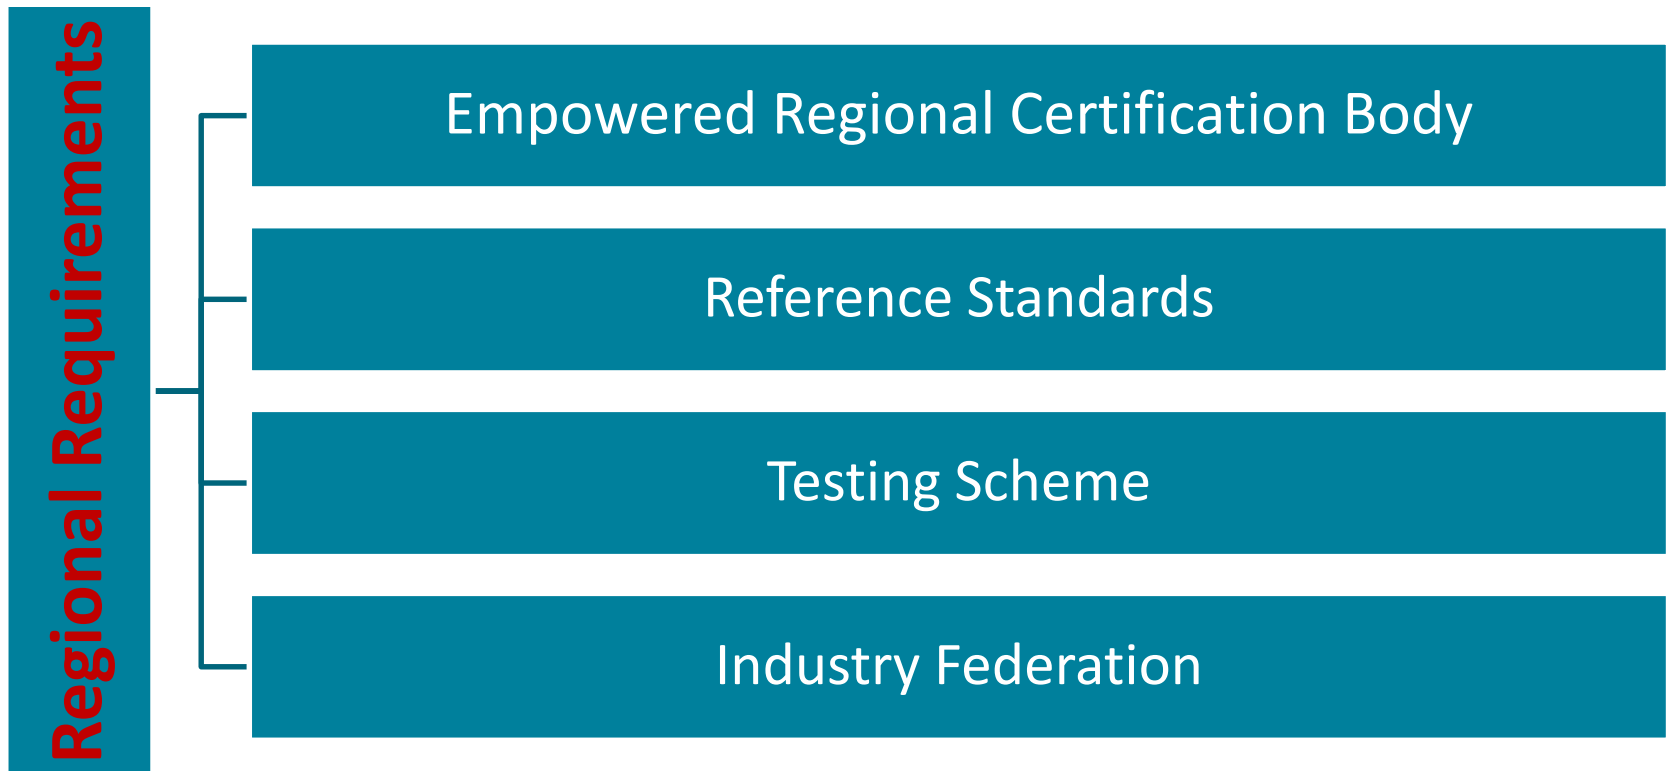 Regional Requirements
Empowered Regional Certification Body
Reference Standards
Testing Scheme
Industry Federation